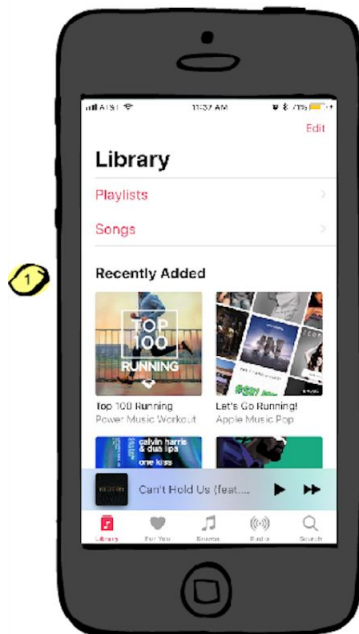 AT&T 11:37 AM 71%
Edit
Library
Playlists
Songs
Recently Added
TOP
100
RUNNING
Top 100 Running
Power Music Workout
Let's Go Running!
Apple Music Pop
calvin harris
& dua lipa
one kiss
Can't Hold Us (feat....
Library For You Browse Radio Search
1